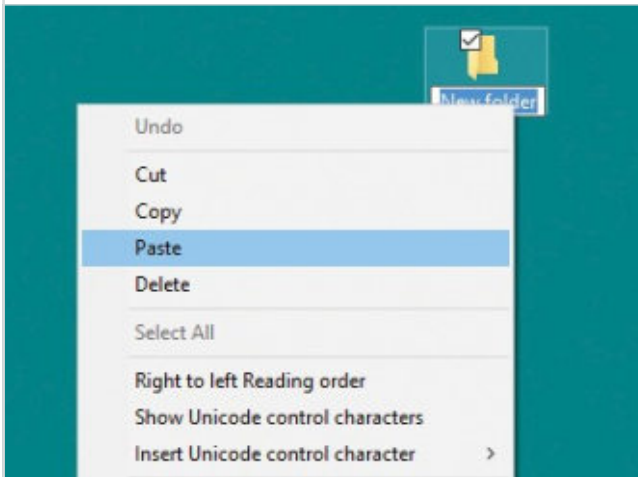 New folder
Undo
Cut
Copy
Paste
Delete
Select All
Right to left Reading order
Show Unicode control characters
Insert Unicode control character